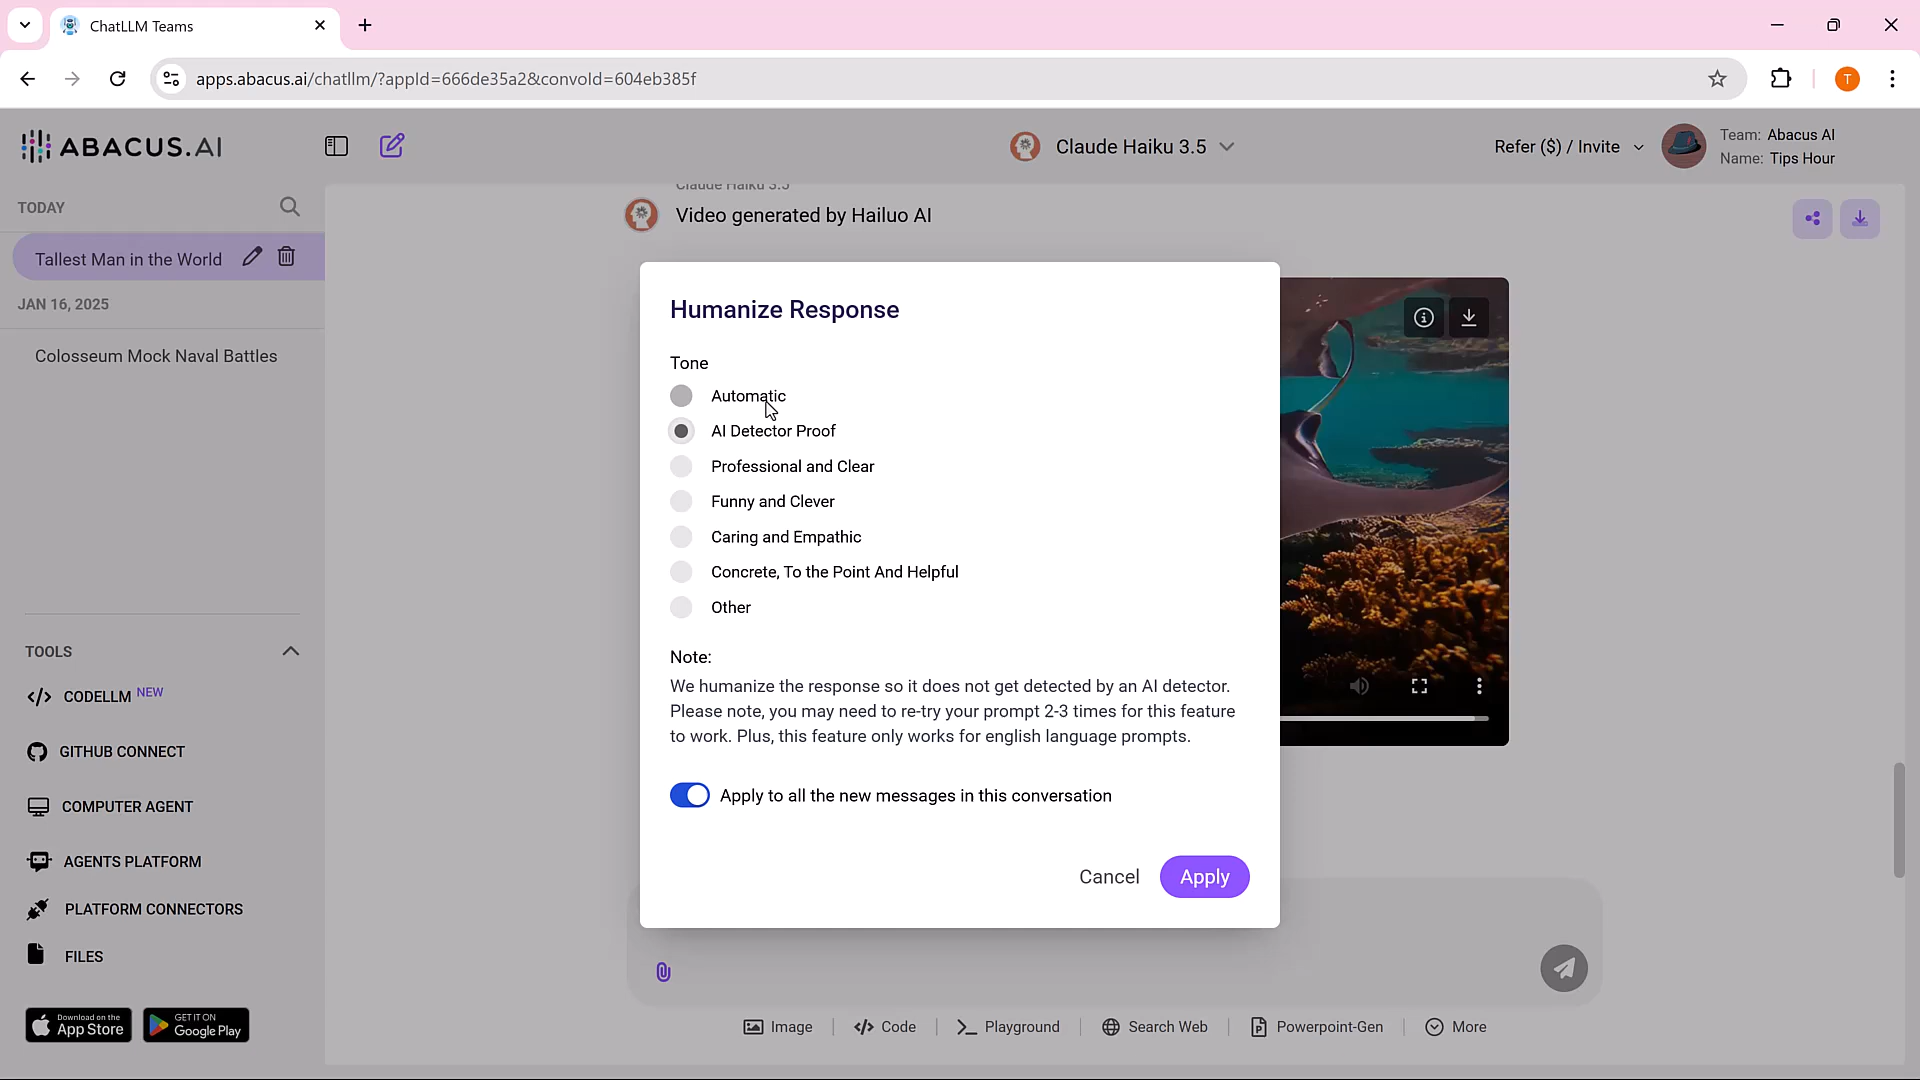 ChatLLM Teams
apps.abacus.ai/chatllm/?appId=666de35a2&convoId=604eb385f
T
ABACUS.AI
Claude Haiku 3.5
Refer ($) / Invite
Team: Abacus AI
Name: Tips Hour
TODAY
Tallest Man in the World
JAN 16, 2025
Colosseum Mock Naval Battles
TOOLS
CODELLM NEW
GITHUB CONNECT
COMPUTER AGENT
AGENTS PLATFORM
PLATFORM CONNECTORS
FILES
Download on the
App Store
GET IT ON
Google Play
Claude Haiku 3.5
Video generated by Hailuo AI
Humanize Response
Tone
Automatic
AI Detector Proof
Professional and Clear
Funny and Clever
Caring and Empathic
Concrete, To the Point And Helpful
Other
Note:
We humanize the response so it does not get detected by an AI detector.
Please note, you may need to re-try your prompt 2-3 times for this feature
to work. Plus, this feature only works for english language prompts.
Apply to all the new messages in this conversation
Cancel
Apply
Image
Code
Playground
Search Web
Powerpoint-Gen
More